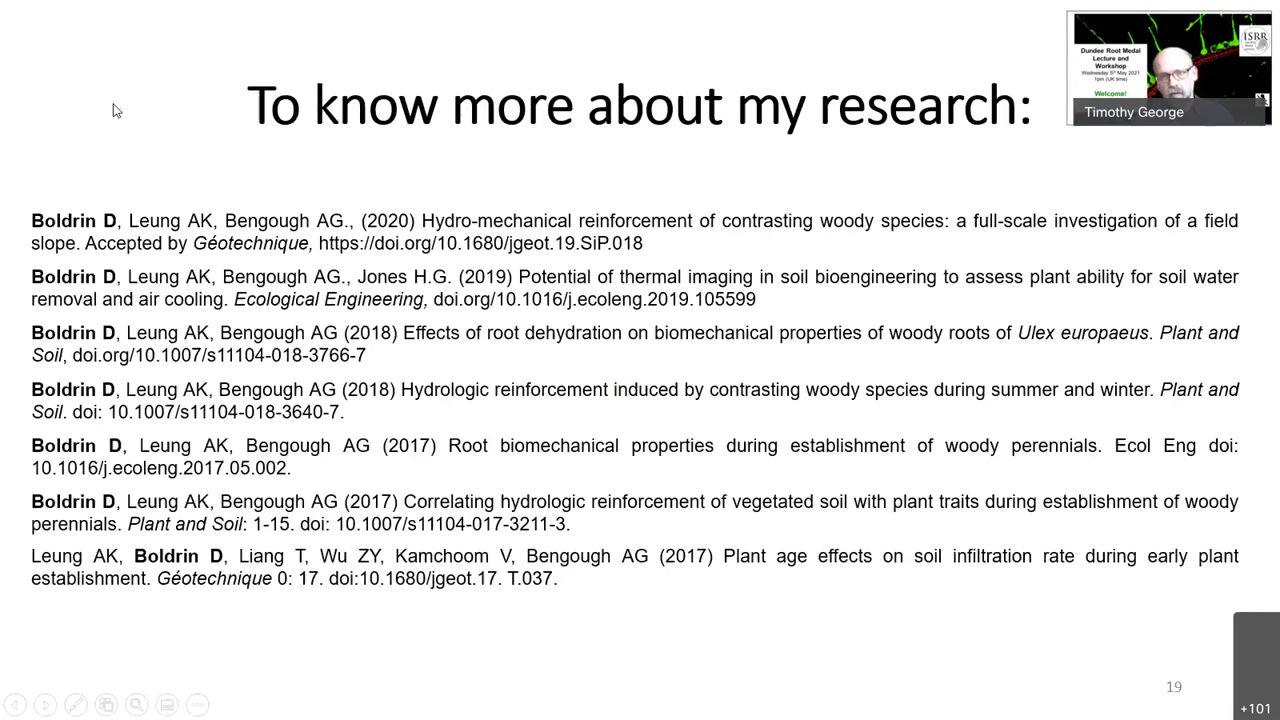 Dundee Root Medal
Lecture and
Workshop
Wednesday 5th May 2021
1pm (UK time)
Welcome!
ISRR
Timothy George
To know more about my research:
Boldrin D, Leung AK, Bengough AG., (2020) Hydro-mechanical reinforcement of contrasting woody species: a full-scale investigation of a field
slope. Accepted by Géotechnique, https://doi.org/10.1680/jgeot.19.SiP.018
Boldrin D, Leung AK, Bengough AG., Jones H.G. (2019) Potential of thermal imaging in soil bioengineering to assess plant ability for soil water
removal and air cooling. Ecological Engineering, doi.org/10.1016/j.ecoleng.2019.105599
Boldrin D, Leung AK, Bengough AG (2018) Effects of root dehydration on biomechanical properties of woody roots of Ulex europaeus. Plant and
Soil, doi.org/10.1007/s11104-018-3766-7
Boldrin D, Leung AK, Bengough AG (2018) Hydrologic reinforcement induced by contrasting woody species during summer and winter. Plant and
Soil. doi: 10.1007/s11104-018-3640-7.
Boldrin D, Leung AK, Bengough AG (2017) Root biomechanical properties during establishment of woody perennials. Ecol Eng doi:
10.1016/j.ecoleng.2017.05.002.
Boldrin D, Leung AK, Bengough AG (2017) Correlating hydrologic reinforcement of vegetated soil with plant traits during establishment of woody
perennials. Plant and Soil: 1-15. doi: 10.1007/s11104-017-3211-3.
Leung AK, Boldrin D, Liang T, Wu ZY, Kamchoom V, Bengough AG (2017) Plant age effects on soil infiltration rate during early plant
establishment. Géotechnique 0: 17. doi:10.1680/jgeot.17. T.037.
19
+101